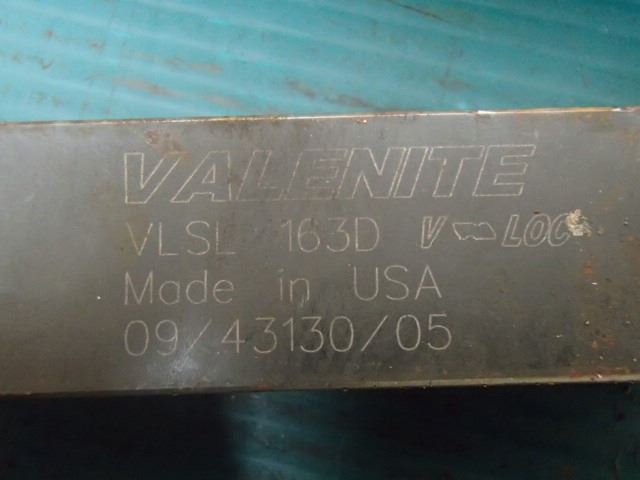 VALENITE
VLSL 163D V LOC
Made in USA
09/43130/05